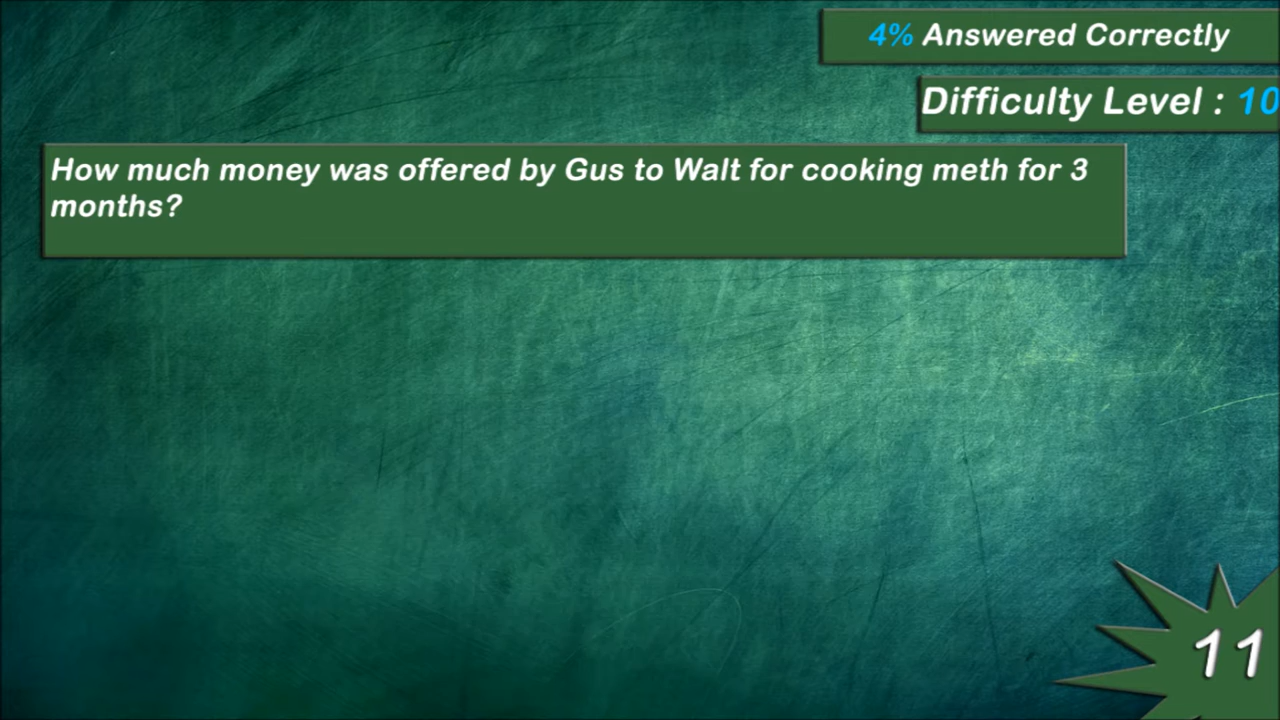 4% Answered Correctly
Difficulty Level : 10
How much money was offered by Gus to Walt for cooking meth for 3
months?
11